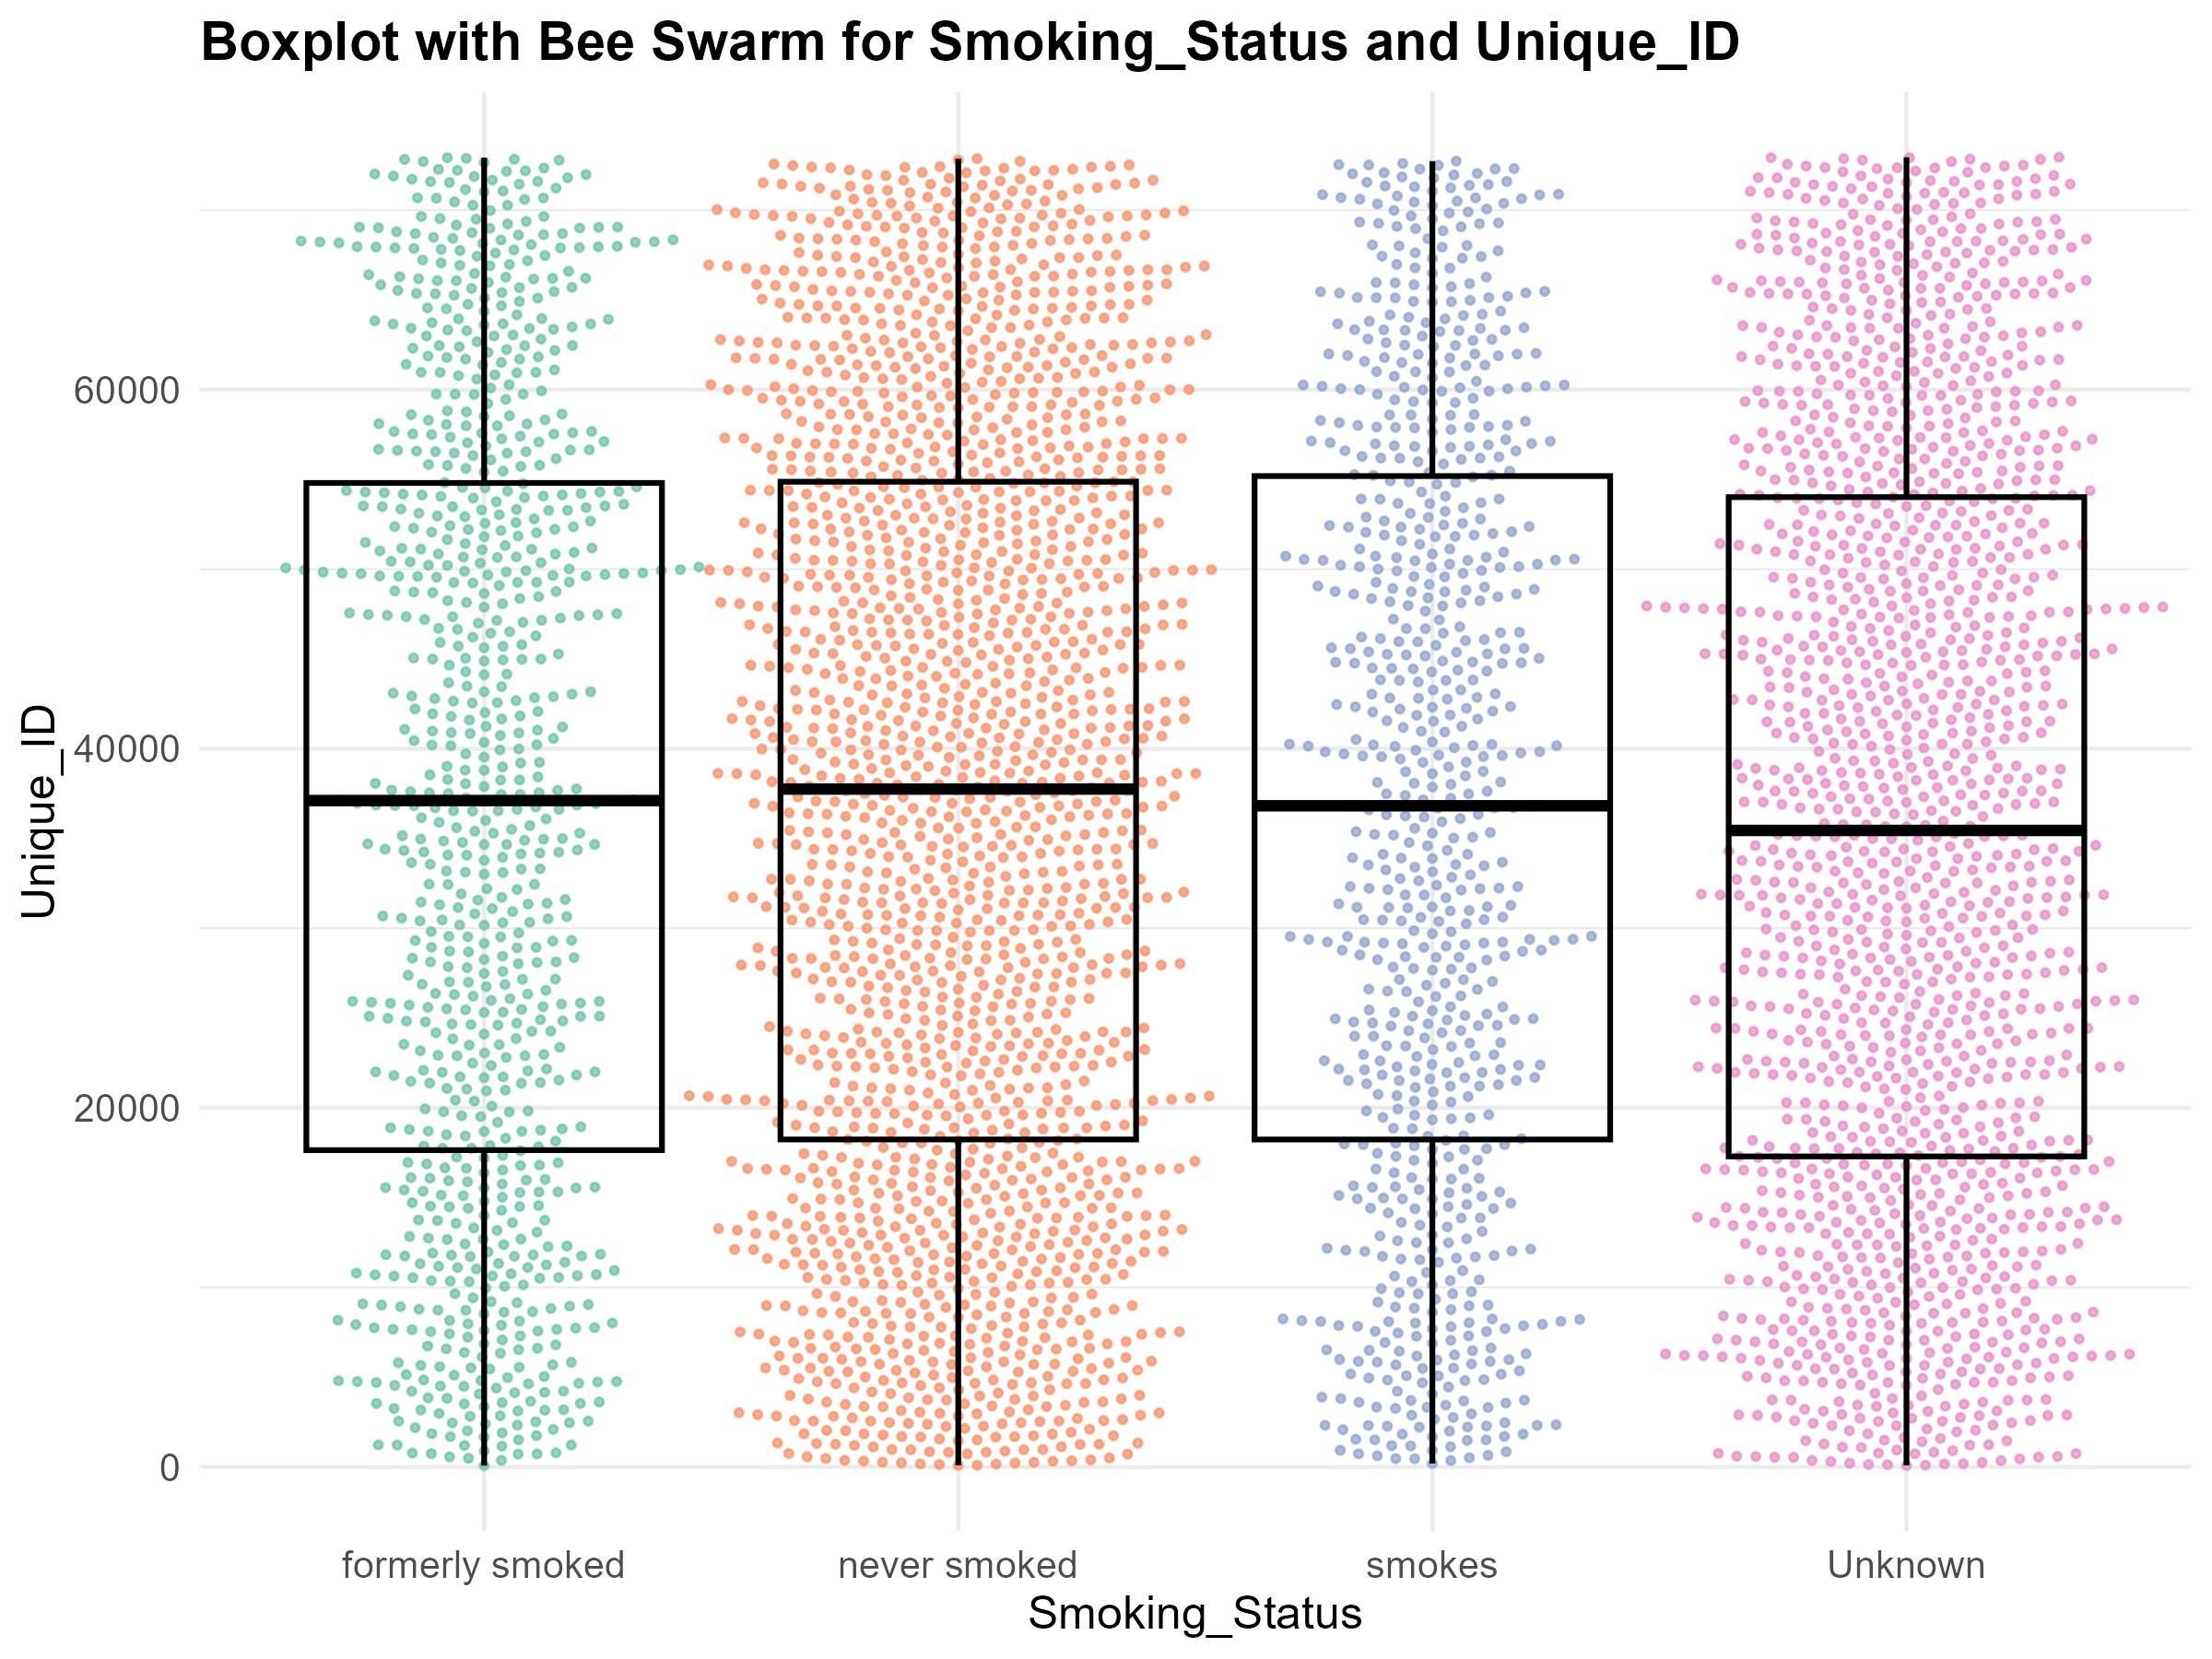 Boxplot with Bee Swarm for Smoking_Status and Unique_ID
Unique_ID
60000
40000
20000
0
formerly smoked
never smoked
smokes
Unknown
Smoking_Status